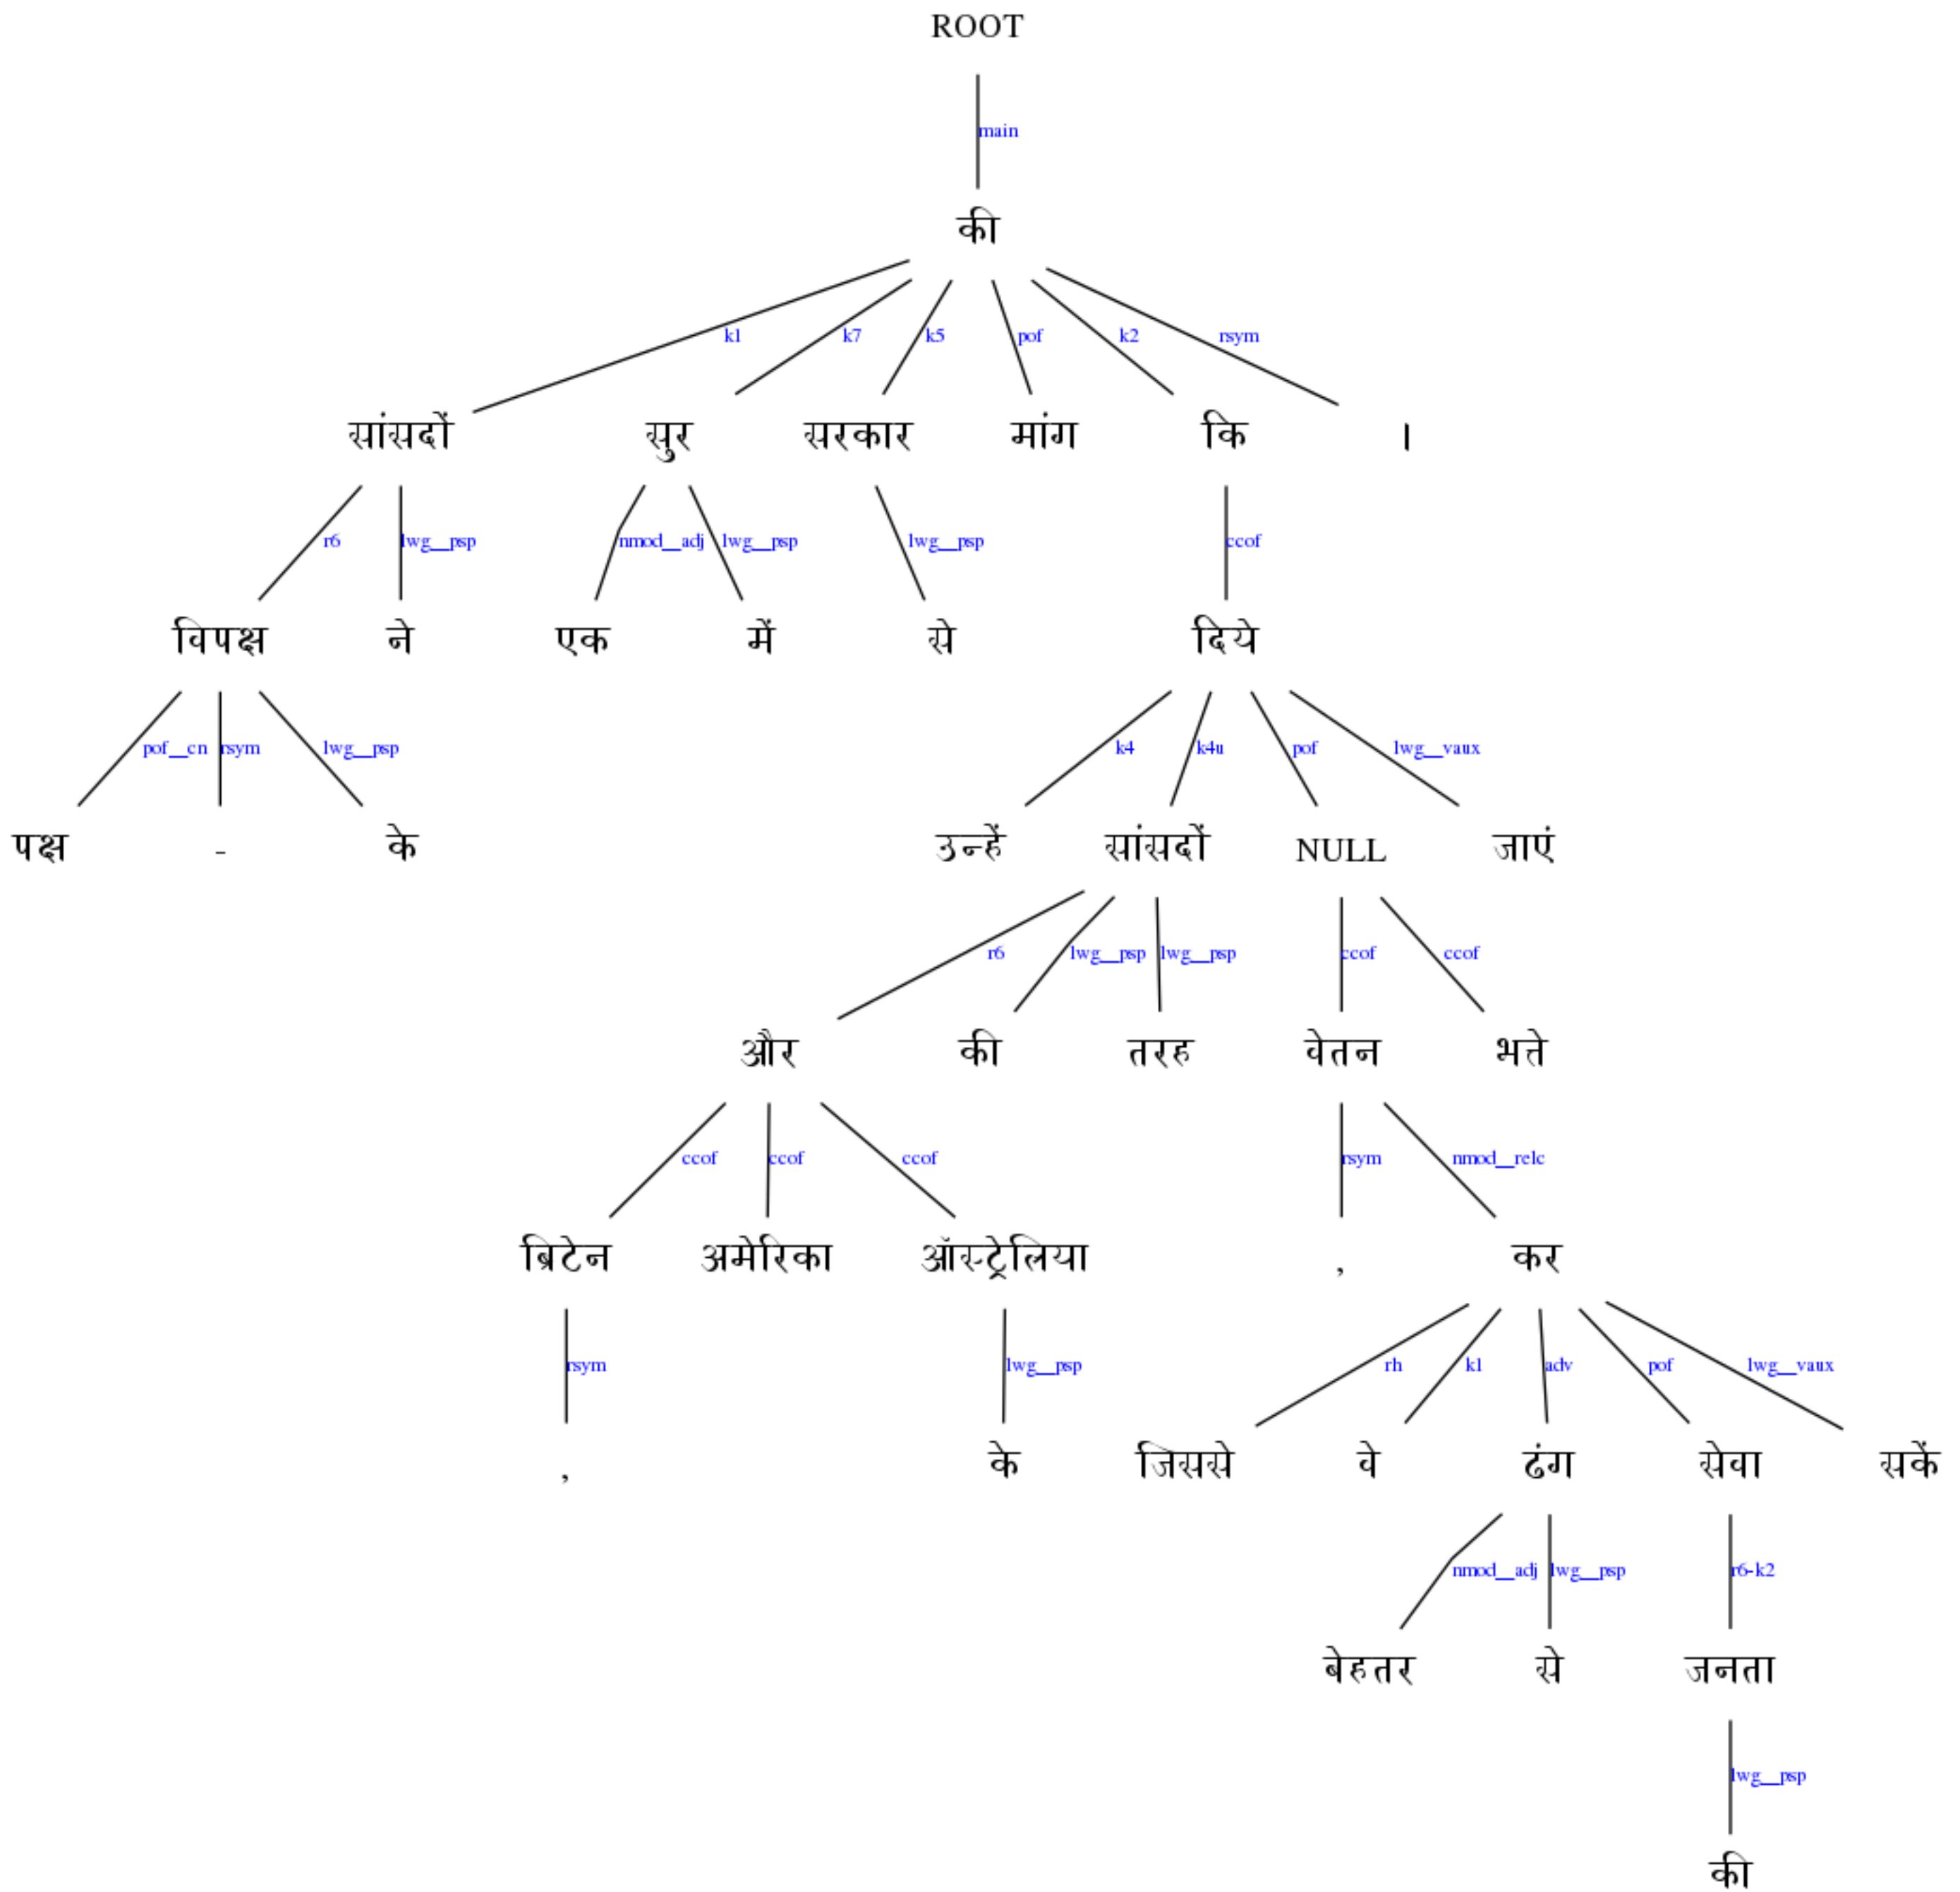 ROOT
main
की
k1 k7 k5 pof k2 rsym
सांसदों सुर सरकार मांग कि ।
r6 lwg__psp nmod__adj lwg__psp lwg__psp ccof
विपक्ष ने एक में से दिये
pof__cn rsym lwg__psp k4 k4u pof lwg__vaux
पक्ष - के उन्हें सांसदों NULL जाएं
r6 lwg__psp lwg__psp ccof ccof
और की तरह वेतन भत्ते
ccof ccof ccof rsym nmod__relc
ब्रिटेन अमेरिका ऑस्ट्रेलिया , कर
rsym lwg__psp rh k1 adv pof lwg__vaux
, के जिससे वे ढंग सेवा सकें
nmod__adj lwg__psp r6-k2
बेहतर से जनता
lwg__psp
की